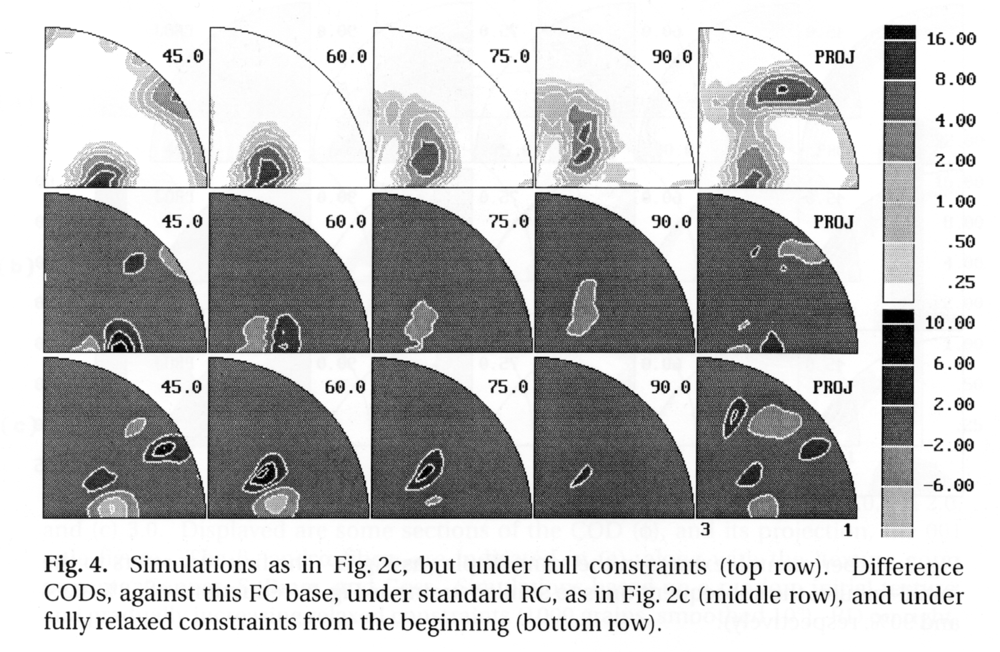 45.0 60.0 75.0 90.0 PROJ
16.00
8.00
4.00
2.00
1.00
.50
.25
45.0 60.0 75.0 90.0 PROJ
10.00
6.00
2.00
-2.00
-6.00
45.0 60.0 75.0 90.0 PROJ
3 1
Fig. 4. Simulations as in Fig. 2c, but under full constraints (top row). Difference
CODs, against this FC base, under standard RC, as in Fig. 2c (middle row), and under
fully relaxed constraints from the beginning (bottom row).